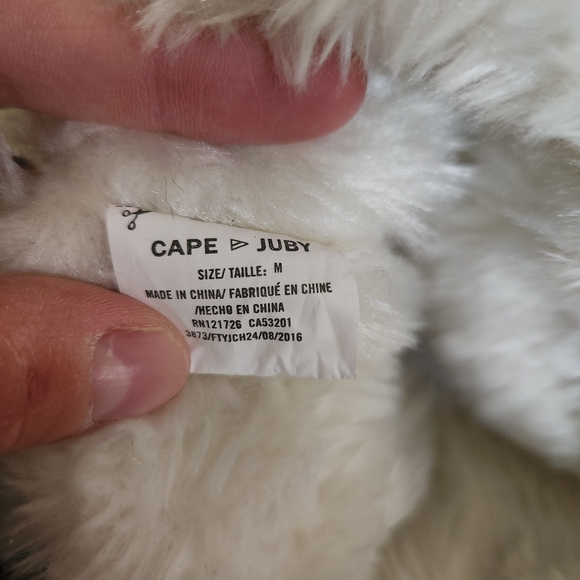 CAPE ▷ JUBY
SIZE/ TAILLE: M
MADE IN CHINA/ FABRIQUÉ EN CHINE
/HECHO EN CHINA
RN121726 CA53201
3873/FTYJCH24/08/2016